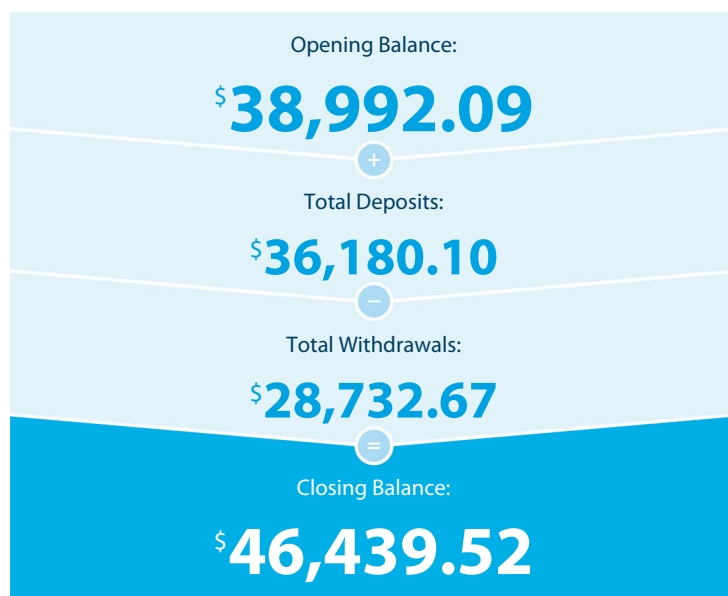 Opening Balance:
$38,992.09
+
Total Deposits:
$36,180.10
−
Total Withdrawals:
$28,732.67
=
Closing Balance:
$46,439.52